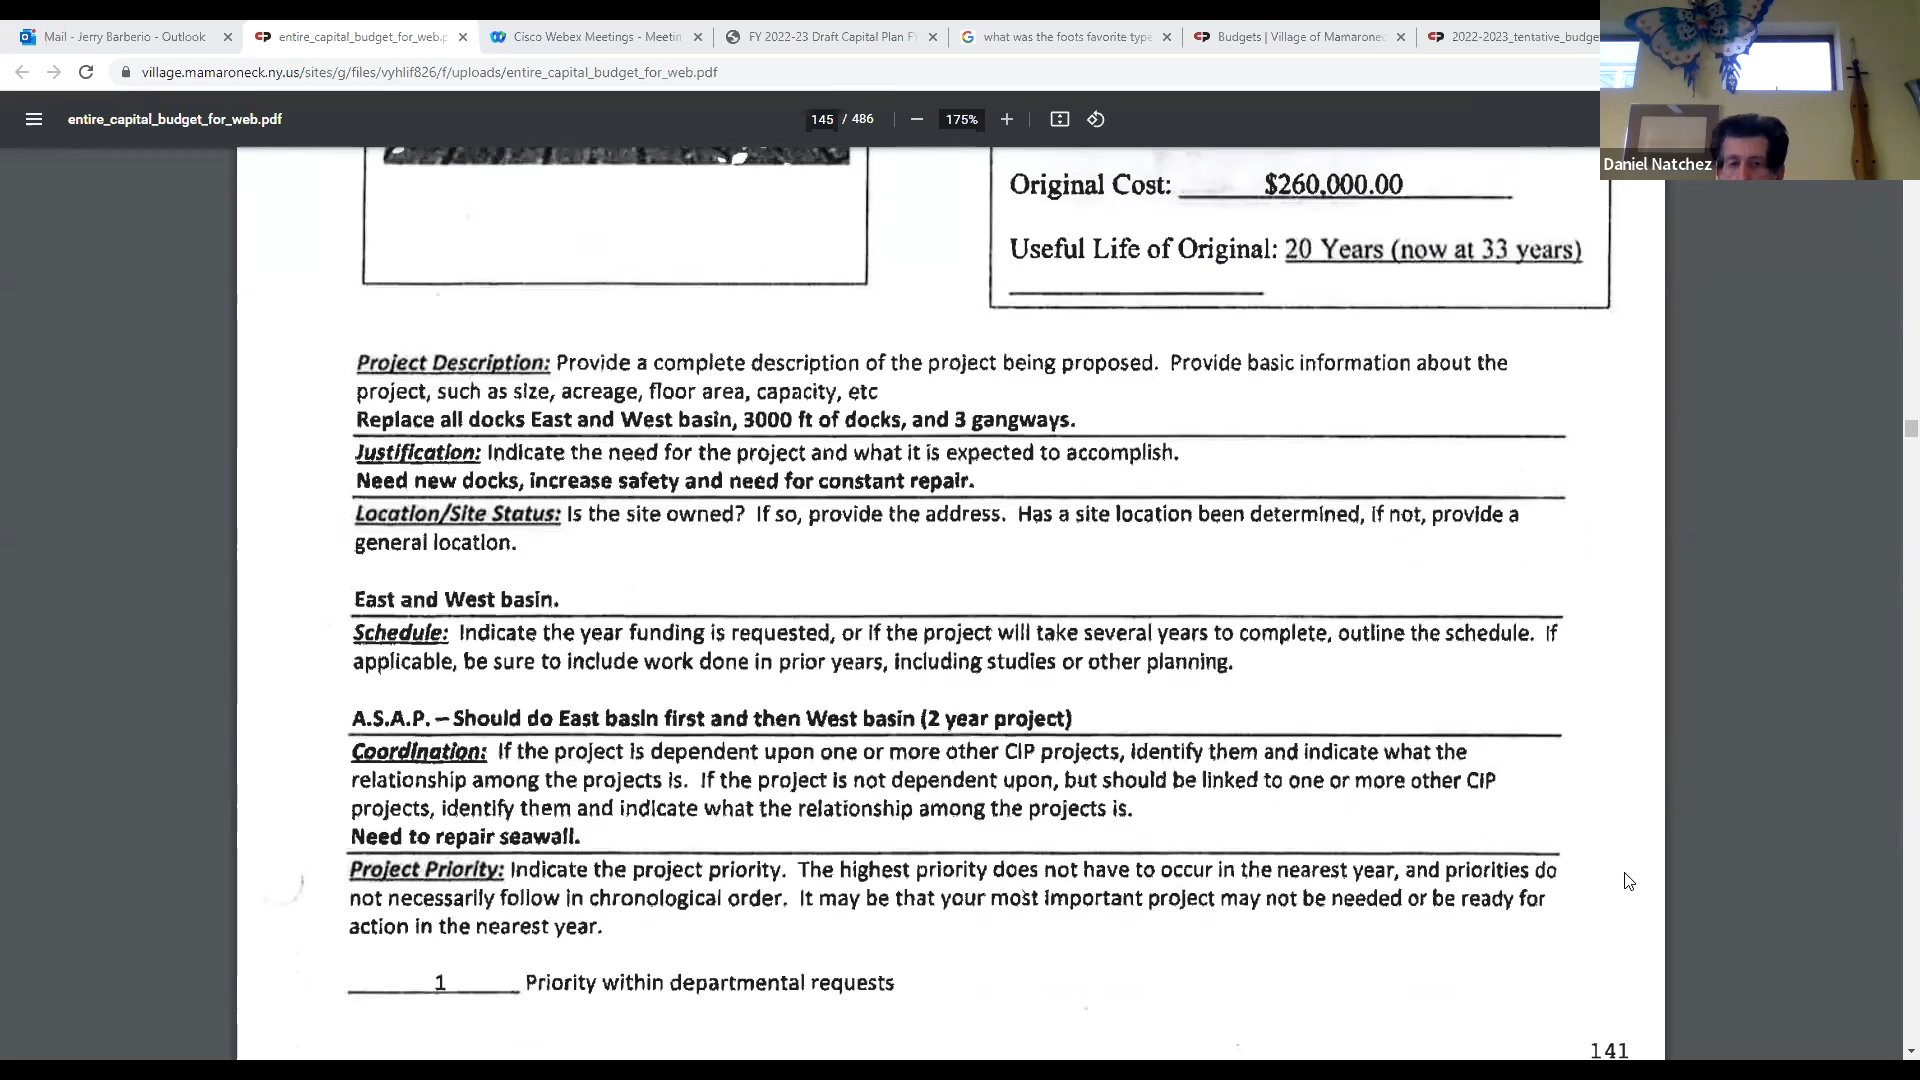 Mail - Jerry Barberio - Outlook
entire_capital_budget_for_web.p
Cisco Webex Meetings - Meetin
FY 2022-23 Draft Capital Plan F
what was the foots favorite type
Budgets | Village of Mamaronec
2022-2023_tentative_budge
village.mamaroneck.ny.us/sites/g/files/vyhlif826/f/uploads/entire_capital_budget_for_web.pdf
entire_capital_budget_for_web.pdf
145 / 486
175%
Daniel Natchez
Original Cost: $260,000.00
Useful Life of Original: 20 Years (now at 33 years)
Project Description: Provide a complete description of the project being proposed. Provide basic information about the
project, such as size, acreage, floor area, capacity, etc
Replace all docks East and West basin, 3000 ft of docks, and 3 gangways.
Justification: Indicate the need for the project and what it is expected to accomplish.
Need new docks, increase safety and need for constant repair.
Location/Site Status: Is the site owned? If so, provide the address. Has a site location been determined, if not, provide a
general location.
East and West basin.
Schedule: Indicate the year funding is requested, or if the project will take several years to complete, outline the schedule. If
applicable, be sure to include work done in prior years, including studies or other planning.
A.S.A.P. – Should do East basin first and then West basin (2 year project)
Coordination: If the project is dependent upon one or more other CIP projects, identify them and indicate what the
relationship among the projects is. If the project is not dependent upon, but should be linked to one or more other CIP
projects, identify them and indicate what the relationship among the projects is.
Need to repair seawall.
Project Priority: Indicate the project priority. The highest priority does not have to occur in the nearest year, and priorities do
not necessarily follow in chronological order. It may be that your most important project may not be needed or be ready for
action in the nearest year.
1 Priority within departmental requests
141